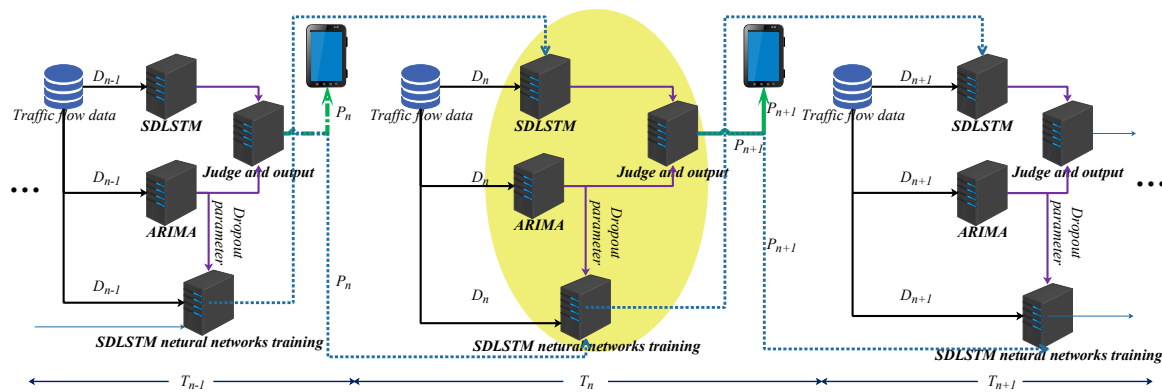 D_{n-1}
Traffic flow data
SDLSTM
P_n
Judge and output
D_{n-1}
ARIMA
Dropout parameter
D_{n-1}
P_n
SDLSTM netural networks training
T_{n-1}
D_n
Traffic flow data
SDLSTM
P_{n+1}
P_{n+1}
Judge and output
D_n
ARIMA
Dropout parameter
D_n
P_{n+1}
SDLSTM netural networks training
T_n
D_{n+1}
Traffic flow data
SDLSTM
Judge and output
D_{n+1}
ARIMA
Dropout parameter
D_{n+1}
SDLSTM netural networks training
T_{n+1}
...
...